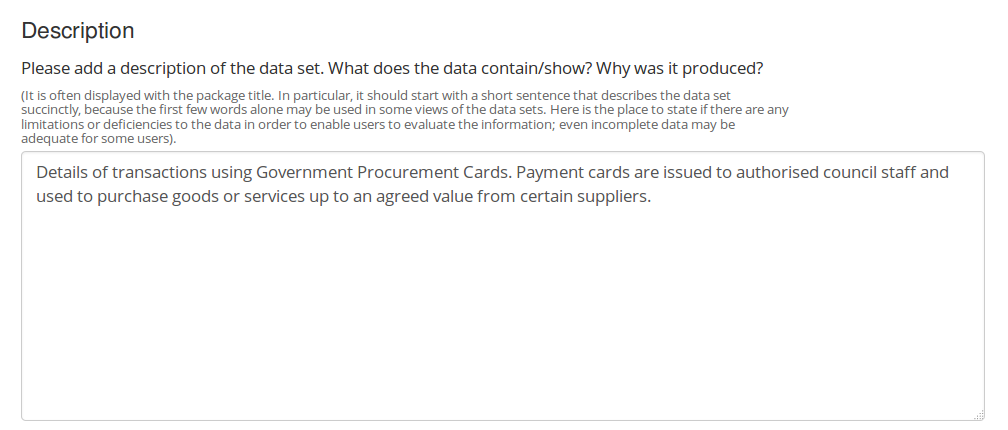 Description
Please add a description of the data set. What does the data contain/show? Why was it produced?
(It is often displayed with the package title. In particular, it should start with a short sentence that describes the data set
succinctly, because the first few words alone may be used in some views of the data sets. Here is the place to state if there are any
limitations or deficiencies to the data in order to enable users to evaluate the information; even incomplete data may be
adequate for some users).
Details of transactions using Government Procurement Cards. Payment cards are issued to authorised council staff and
used to purchase goods or services up to an agreed value from certain suppliers.